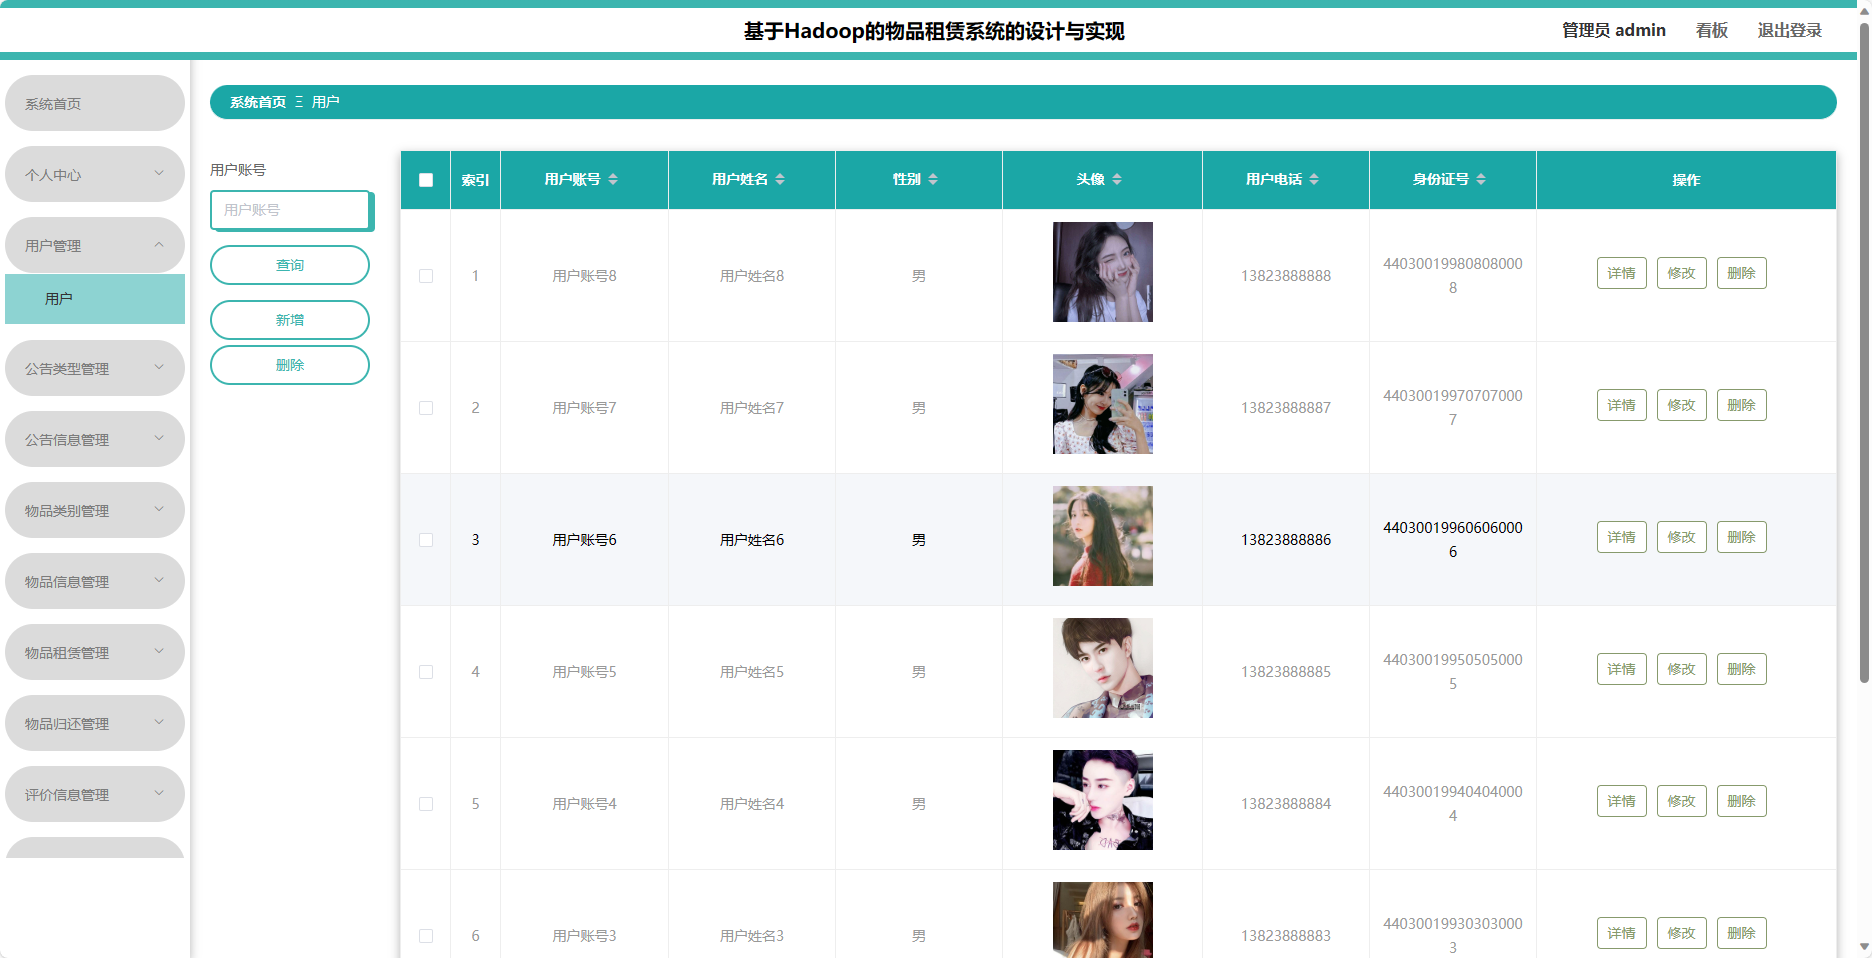 基于Hadoop的物品租赁系统的设计与实现
管理员 admin
看板
退出登录
系统首页
个人中心
用户管理
用户
公告类型管理
公告信息管理
物品类别管理
物品信息管理
物品租赁管理
物品归还管理
评价信息管理
系统首页 Ξ 用户
用户账号
用户账号
查询
新增
删除
索引 用户账号 用户姓名 性别 头像 用户电话 身份证号 操作
1 用户账号8 用户姓名8 男 13823888888 44030019980808000
8
详情 修改 删除
2 用户账号7 用户姓名7 男 13823888887 44030019970707000
7
详情 修改 删除
3 用户账号6 用户姓名6 男 13823888886 44030019960606000
6
详情 修改 删除
4 用户账号5 用户姓名5 男 13823888885 44030019950505000
5
详情 修改 删除
5 用户账号4 用户姓名4 男 13823888884 44030019940404000
4
详情 修改 删除
6 用户账号3 用户姓名3 男 13823888883 44030019930303000
3
详情 修改 删除